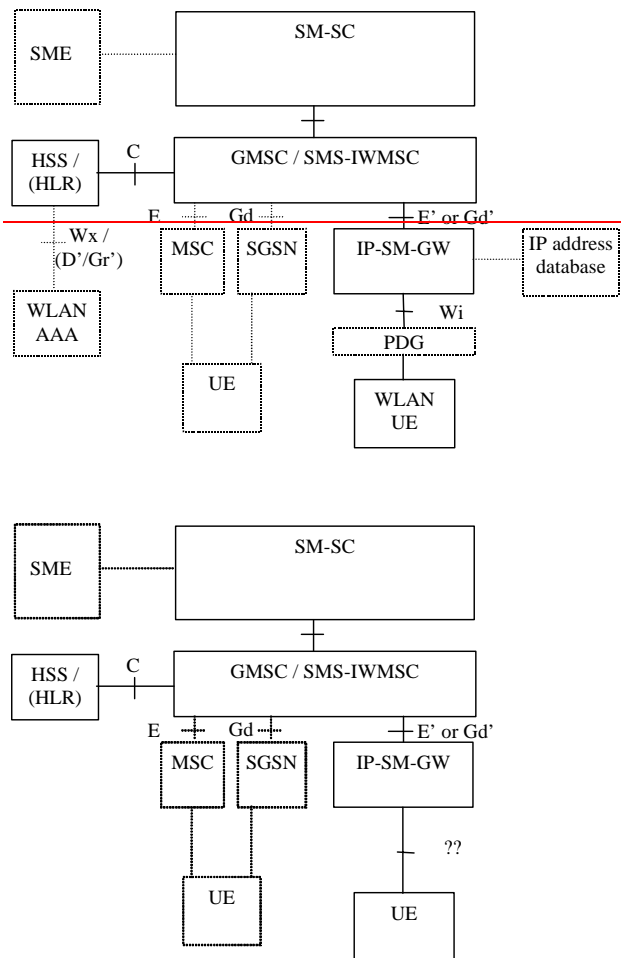 SM-SC
SME
HSS /
(HLR)
C
GMSC / SMS-IWMSC
E
Gd
E’ or Gd’
Wx /
(D’/Gr’)
MSC
SGSN
IP-SM-GW
IP address
database
WLAN
AAA
Wi
PDG
UE
WLAN
UE
SM-SC
SME
HSS /
(HLR)
C
GMSC / SMS-IWMSC
E
Gd
E’ or Gd’
MSC
SGSN
IP-SM-GW
??
UE
UE